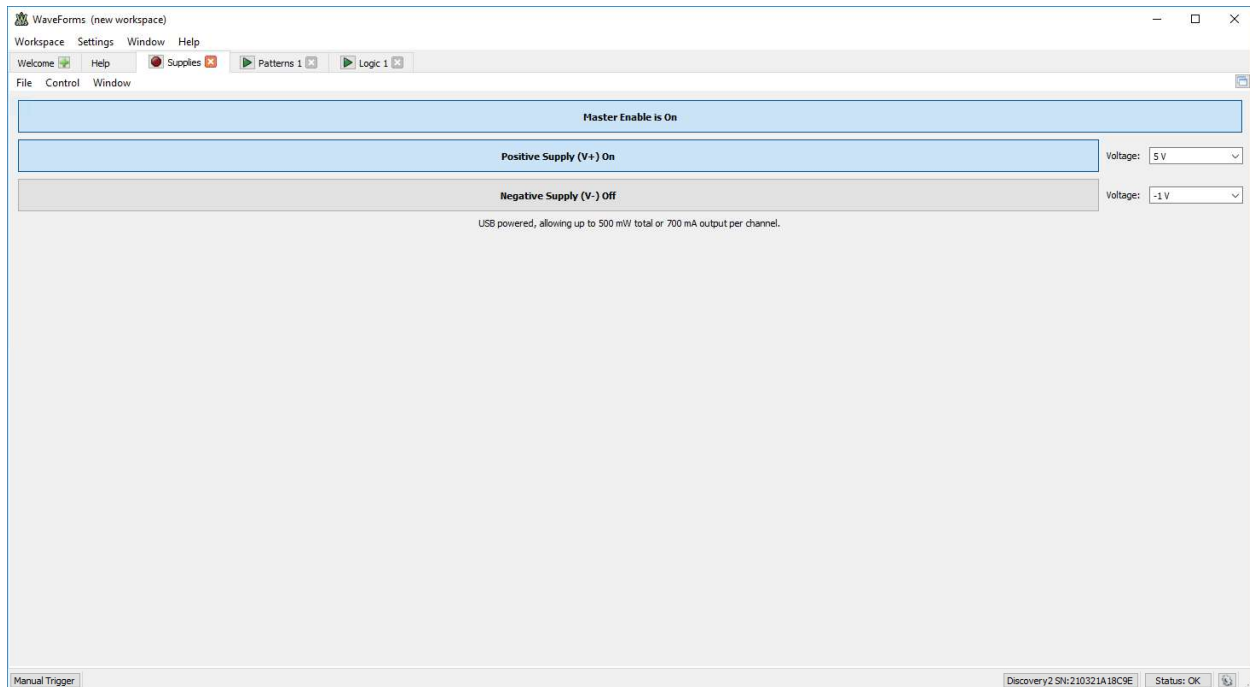 WaveForms (new workspace)
Workspace Settings Window Help
Welcome Help Supplies Patterns 1 Logic 1
File Control Window
Master Enable is On
Positive Supply (V+) On Voltage: 5 V
Negative Supply (V-) Off Voltage: -1 V
USB powered, allowing up to 500 mW total or 700 mA output per channel.
Manual Trigger Discovery2 SN:210321A18C9E Status: OK